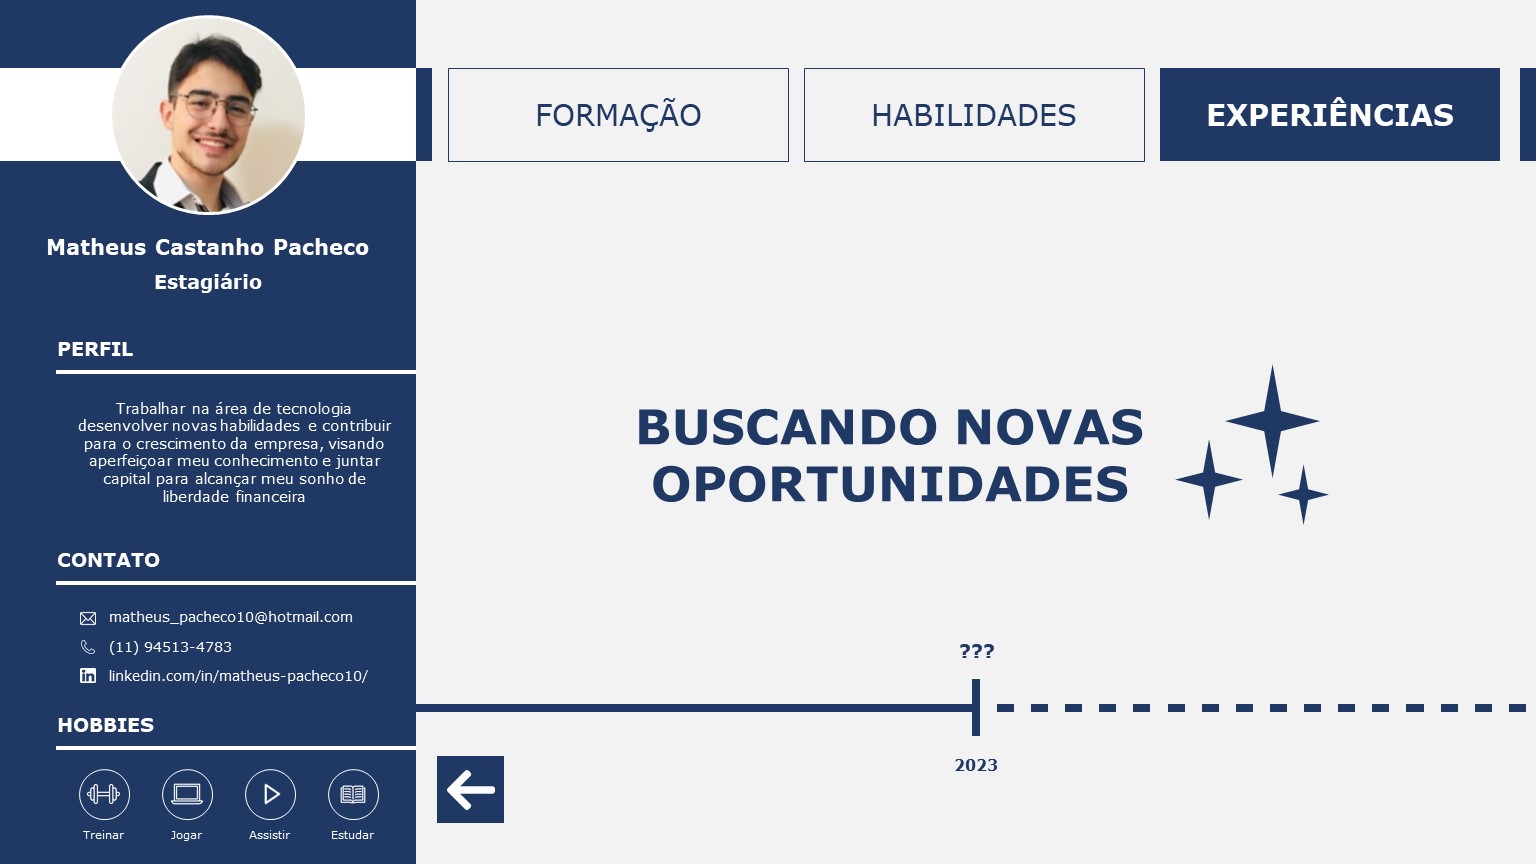 Matheus Castanho Pacheco
Estagiário
PERFIL
Trabalhar na área de tecnologia
desenvolver novas habilidades e contribuir
para o crescimento da empresa, visando
aperfeiçoar meu conhecimento e juntar
capital para alcançar meu sonho de
liberdade financeira
CONTATO
matheus_pacheco10@hotmail.com
(11) 94513-4783
linkedin.com/in/matheus-pacheco10/
HOBBIES
Treinar
Jogar
Assistir
Estudar
FORMAÇÃO
HABILIDADES
EXPERIÊNCIAS
BUSCANDO NOVAS
OPORTUNIDADES
???
2023